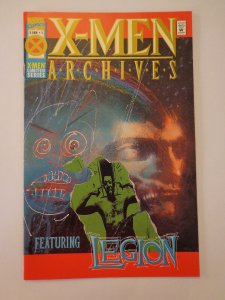 X-MEN
ARCHIVES
X-MEN
LIMITED
SERIES
FEATURING
LEGION